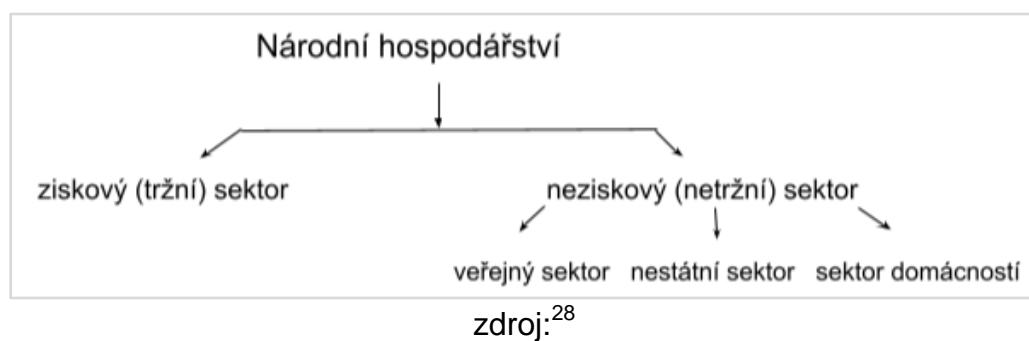 Národní hospodářství
ziskový (tržní) sektor neziskový (netržní) sektor
veřejný sektor nestátní sektor sektor domácností
zdroj:28